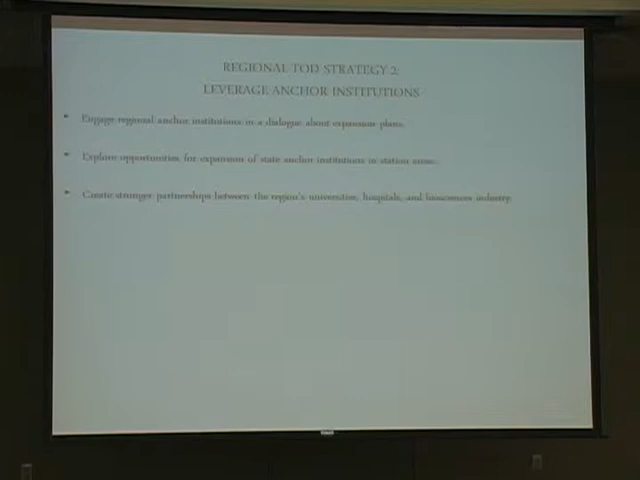 REGIONAL TOD STRATEGY 2:
LEVERAGE ANCHOR INSTITUTIONS
• Engage regional anchor institutions in a dialogue about expansion plans.
• Explore opportunities for expansion of state anchor institutions in station areas.
• Create stronger partnerships between the region's universities, hospitals, and biosciences industry.